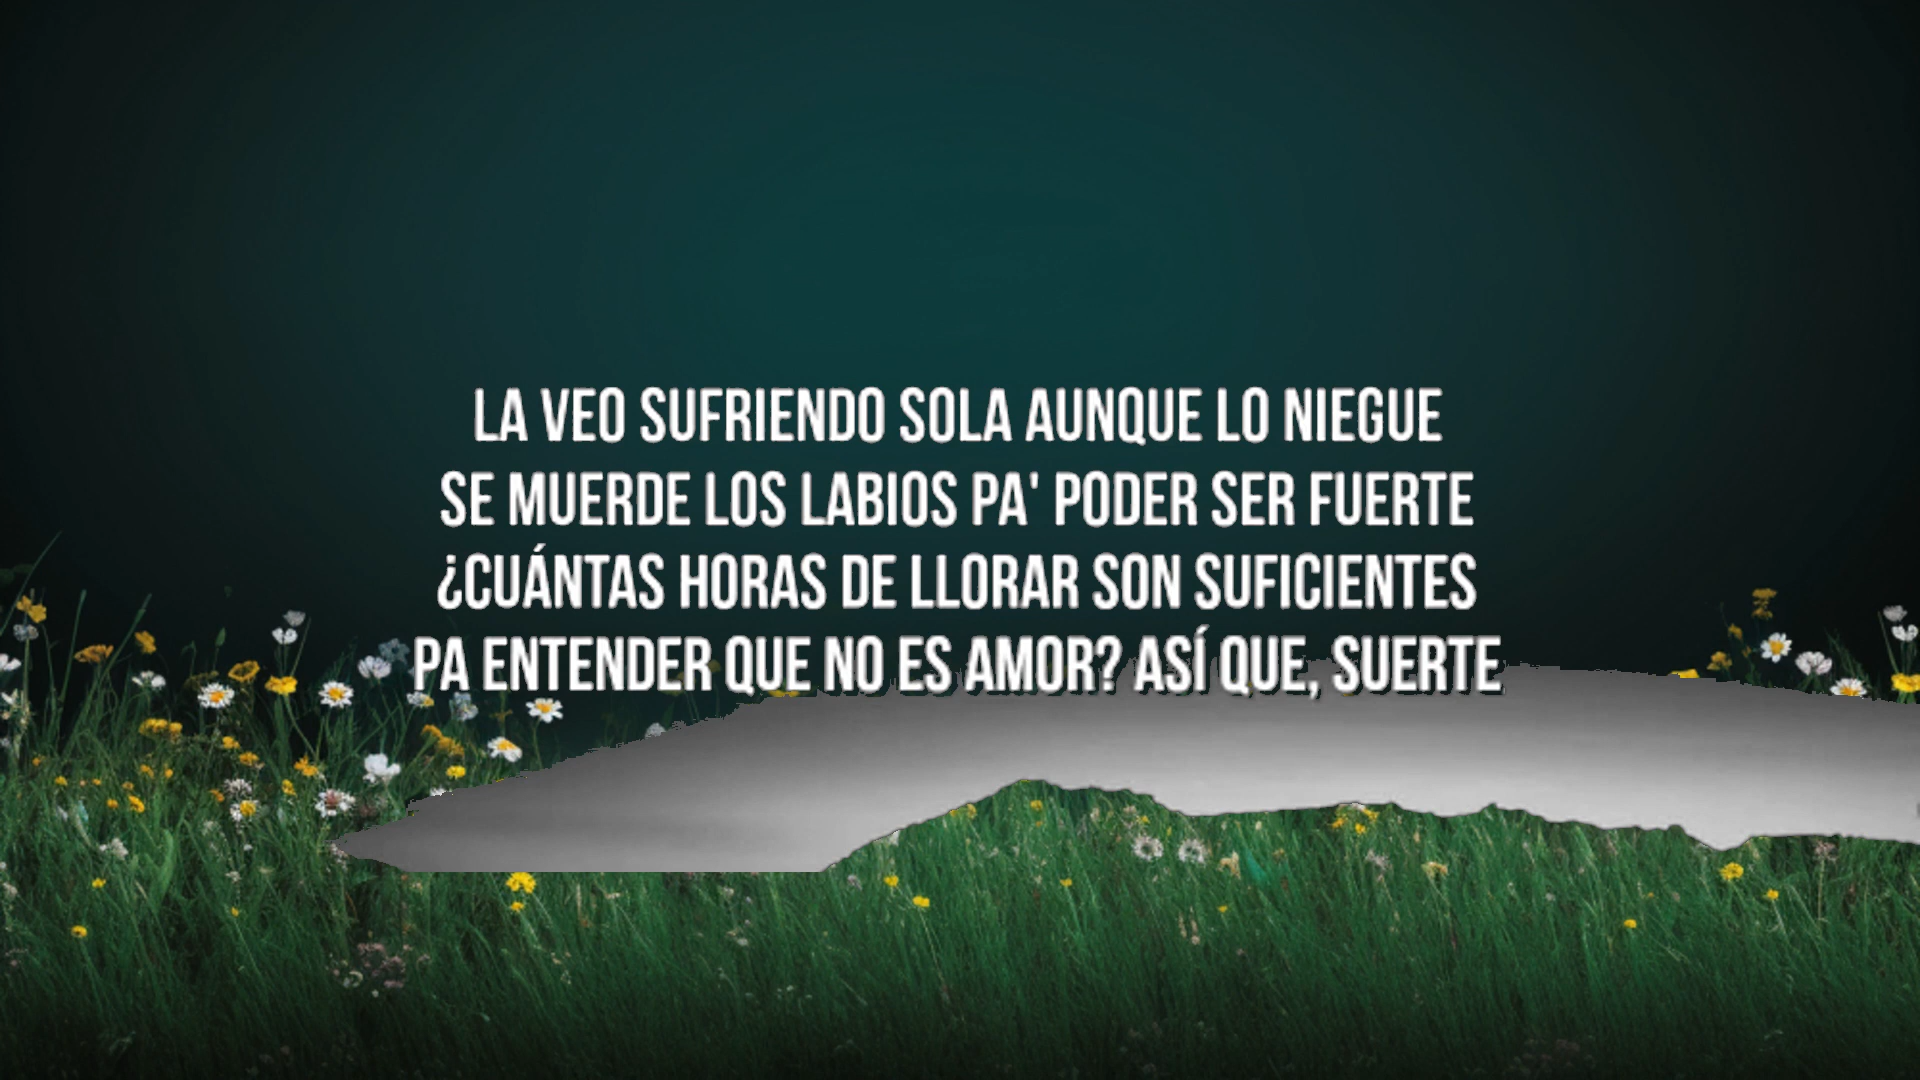 LA VEO SUFRIENDO SOLA AUNQUE LO NIEGUE
SE MUERDE LOS LABIOS PA' PODER SER FUERTE
¿CUÁNTAS HORAS DE LLORAR SON SUFICIENTES
PA ENTENDER QUE NO ES AMOR? ASÍ QUE, SUERTE